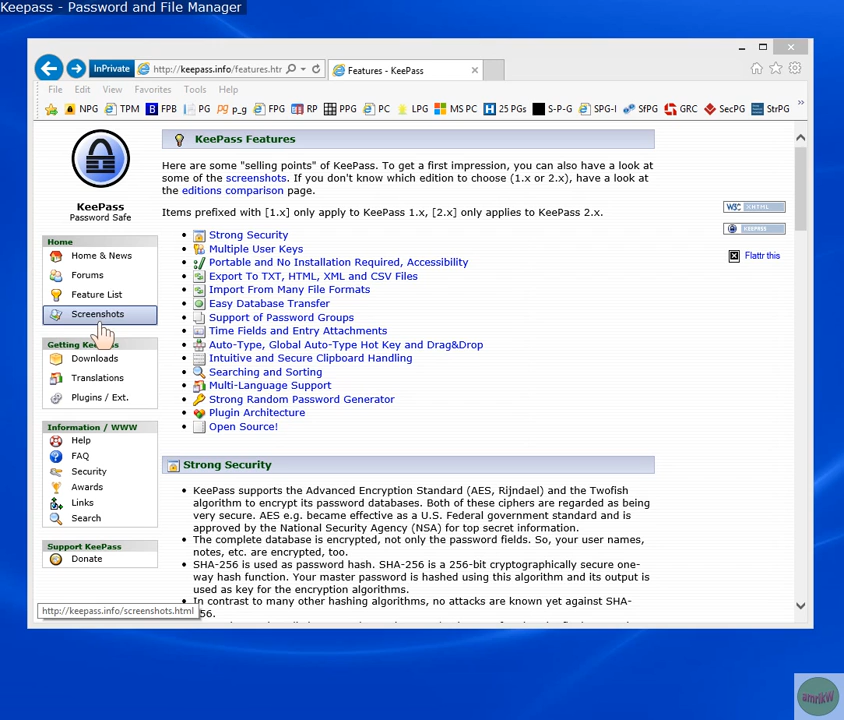 Keepass - Password and File Manager
InPrivate
http://keepass.info/features.htr
Features - KeePass
File Edit View Favorites Tools Help
NPG TPM FPB PG p_g FPG RP PPG PC LPG MS PC 25 PGs S-P-G SPG-I SfPG GRC SecPG StrPG
KeePass
Password Safe
Home
Home & News
Forums
Feature List
Screenshots
Downloads
Translations
Plugins / Ext.
Information / WWW
Help
FAQ
Security
Awards
Links
Search
Support KeePass
Donate
http://keepass.info/screenshots.html
KeePass Features
Here are some "selling points" of KeePass. To get a first impression, you can also have a look at
some of the screenshots. If you don't know which edition to choose (1.x or 2.x), have a look at
the editions comparison page.
Items prefixed with [1.x] only apply to KeePass 1.x, [2.x] only applies to KeePass 2.x.
Strong Security
Multiple User Keys
Portable and No Installation Required, Accessibility
Export To TXT, HTML, XML and CSV Files
Import From Many File Formats
Easy Database Transfer
Support of Password Groups
Time Fields and Entry Attachments
Auto-Type, Global Auto-Type Hot Key and Drag&Drop
Intuitive and Secure Clipboard Handling
Searching and Sorting
Multi-Language Support
Strong Random Password Generator
Plugin Architecture
Open Source!
Strong Security
KeePass supports the Advanced Encryption Standard (AES, Rijndael) and the Twofish
algorithm to encrypt its password databases. Both of these ciphers are regarded as being
very secure. AES e.g. became effective as a U.S. Federal government standard and is
approved by the National Security Agency (NSA) for top secret information.
The complete database is encrypted, not only the password fields. So, your user names,
notes, etc. are encrypted, too.
SHA-256 is used as password hash. SHA-256 is a 256-bit cryptographically secure one-
way hash function. Your master password is hashed using this algorithm and its output is
used as key for the encryption algorithms.
In contrast to many other hashing algorithms, no attacks are known yet against SHA-
256.
W3C XHTML
KEEPASS
Flattr this
amrikW